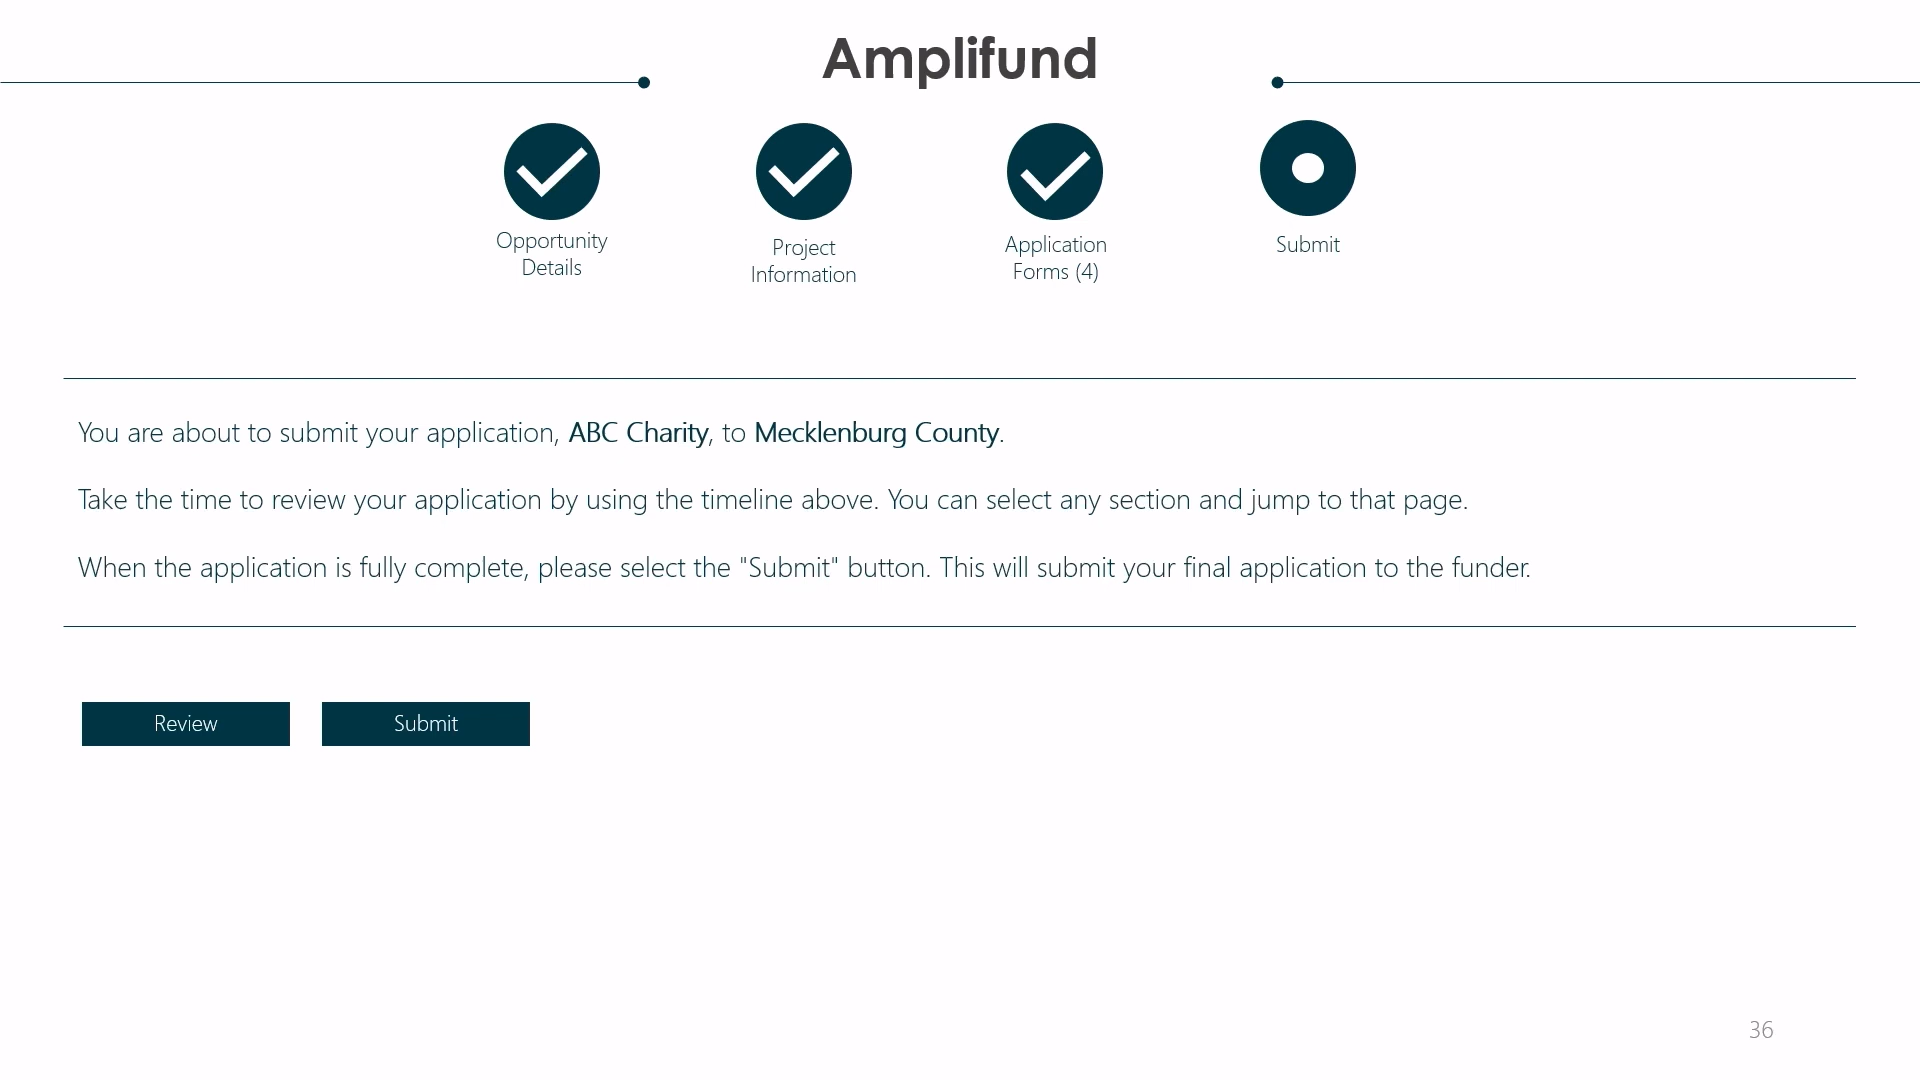 Amplifund
Opportunity
Details
Project
Information
Application
Forms (4)
Submit
You are about to submit your application, ABC Charity, to Mecklenburg County.
Take the time to review your application by using the timeline above. You can select any section and jump to that page.
When the application is fully complete, please select the "Submit" button. This will submit your final application to the funder.
Review
Submit
36